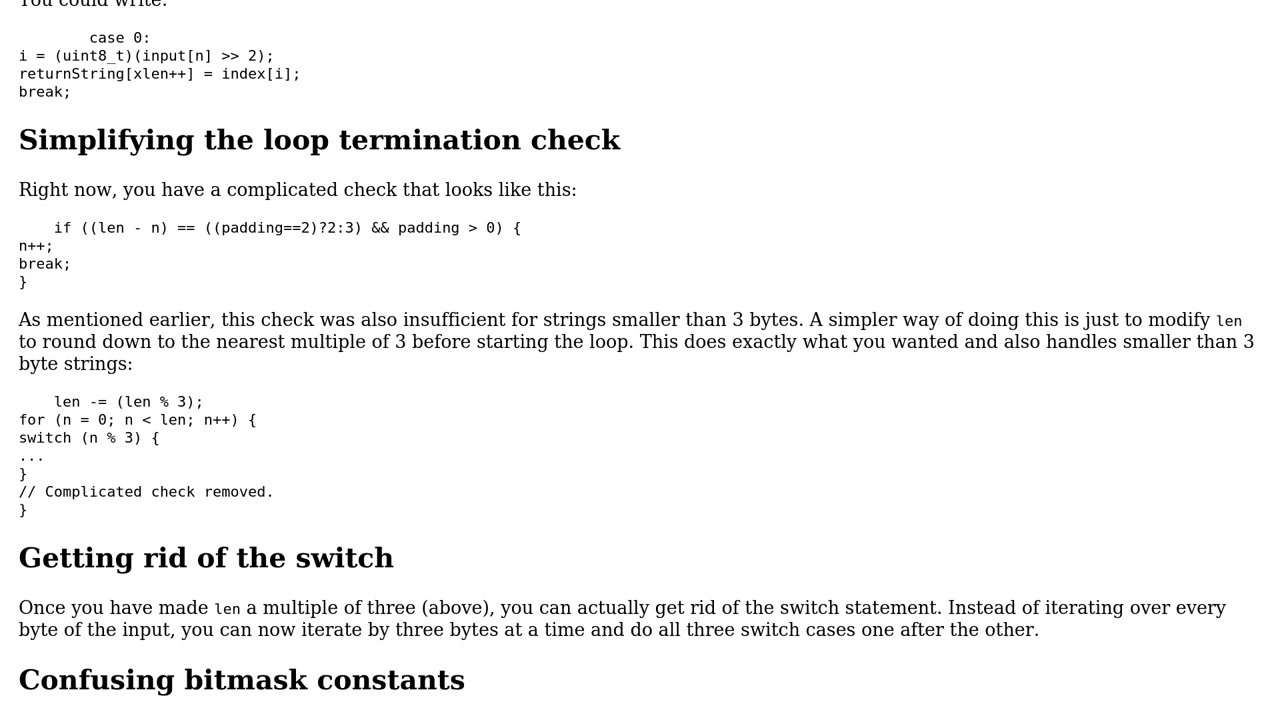 You could write:
case 0:
i = (uint8_t)(input[n] >> 2);
returnString[xlen++] = index[i];
break;
Simplifying the loop termination check
Right now, you have a complicated check that looks like this:
if ((len - n) == ((padding==2)?2:3) && padding > 0) {
n++;
break;
}
As mentioned earlier, this check was also insufficient for strings smaller than 3 bytes. A simpler way of doing this is just to modify len
to round down to the nearest multiple of 3 before starting the loop. This does exactly what you wanted and also handles smaller than 3
byte strings:
len -= (len % 3);
for (n = 0; n < len; n++) {
switch (n % 3) {
...
}
// Complicated check removed.
}
Getting rid of the switch
Once you have made len a multiple of three (above), you can actually get rid of the switch statement. Instead of iterating over every
byte of the input, you can now iterate by three bytes at a time and do all three switch cases one after the other.
Confusing bitmask constants